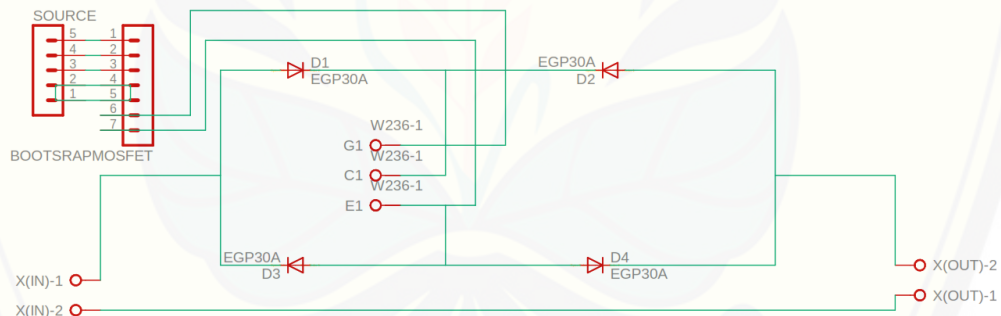 SOURCE
5 1
4 2
3 3
2 4
1 5
6
7
BOOTSRAPMOSFET
D1
EGP30A
EGP30A
D2
W236-1
G1
W236-1
C1
W236-1
E1
EGP30A
D3
D4
EGP30A
X(IN)-1
X(IN)-2
X(OUT)-2
X(OUT)-1